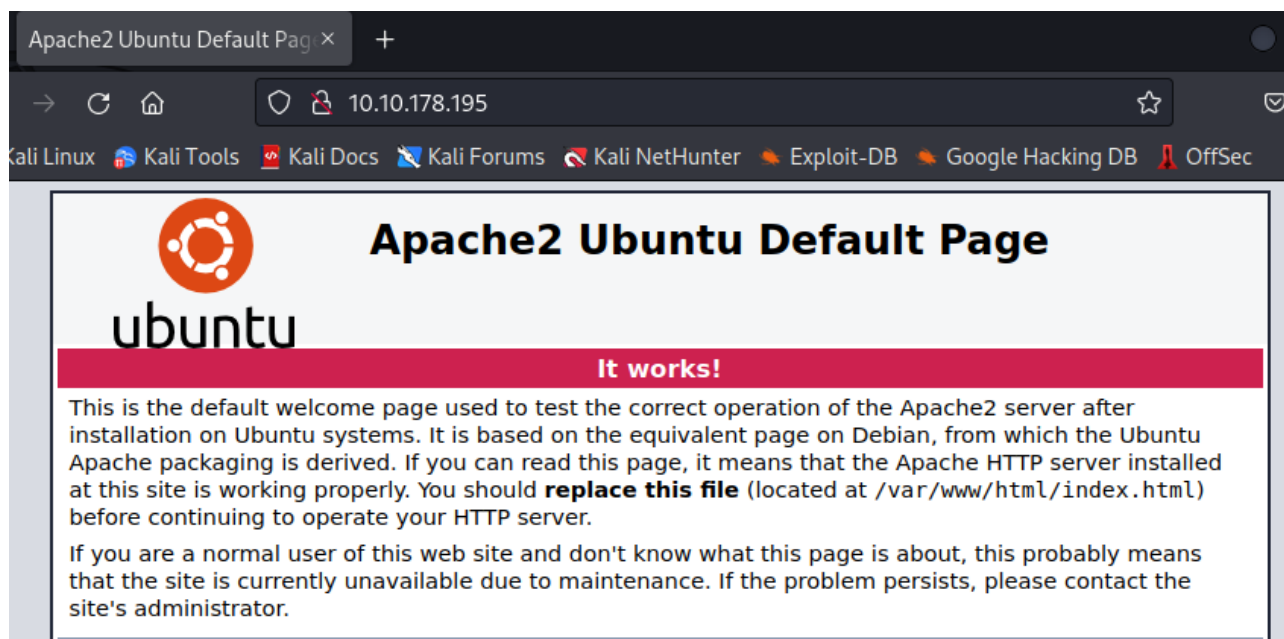 Apache2 Ubuntu Default Pag
10.10.178.195
Kali Linux Kali Tools Kali Docs Kali Forums Kali NetHunter Exploit-DB Google Hacking DB OffSec
ubuntu
Apache2 Ubuntu Default Page
It works!
This is the default welcome page used to test the correct operation of the Apache2 server after
installation on Ubuntu systems. It is based on the equivalent page on Debian, from which the Ubuntu
Apache packaging is derived. If you can read this page, it means that the Apache HTTP server installed
at this site is working properly. You should replace this file (located at /var/www/html/index.html)
before continuing to operate your HTTP server.
If you are a normal user of this web site and don't know what this page is about, this probably means
that the site is currently unavailable due to maintenance. If the problem persists, please contact the
site's administrator.